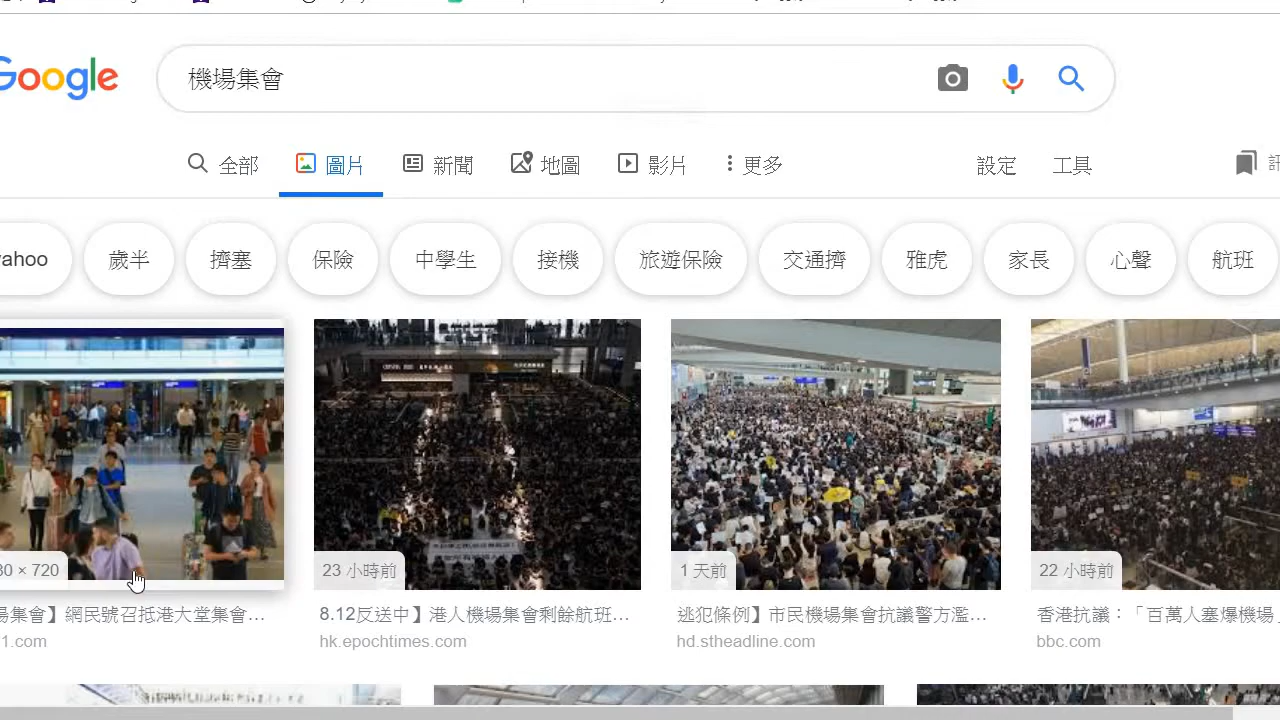 Google
機場集會
全部 圖片 新聞 地圖 影片 更多 設定 工具
yahoo 歲半 擠塞 保險 中學生 接機 旅遊保險 交通擠 雅虎 家長 心聲 航班
80 × 720 23 小時前 1 天前 22 小時前
場集會】網民號召抵港大堂集會... 8.12反送中】港人機場集會剩餘航班... 逃犯條例】市民機場集會抗議警方濫... 香港抗議：「百萬人塞爆機場」
1.com hk.epochtimes.com hd.stheadline.com bbc.com